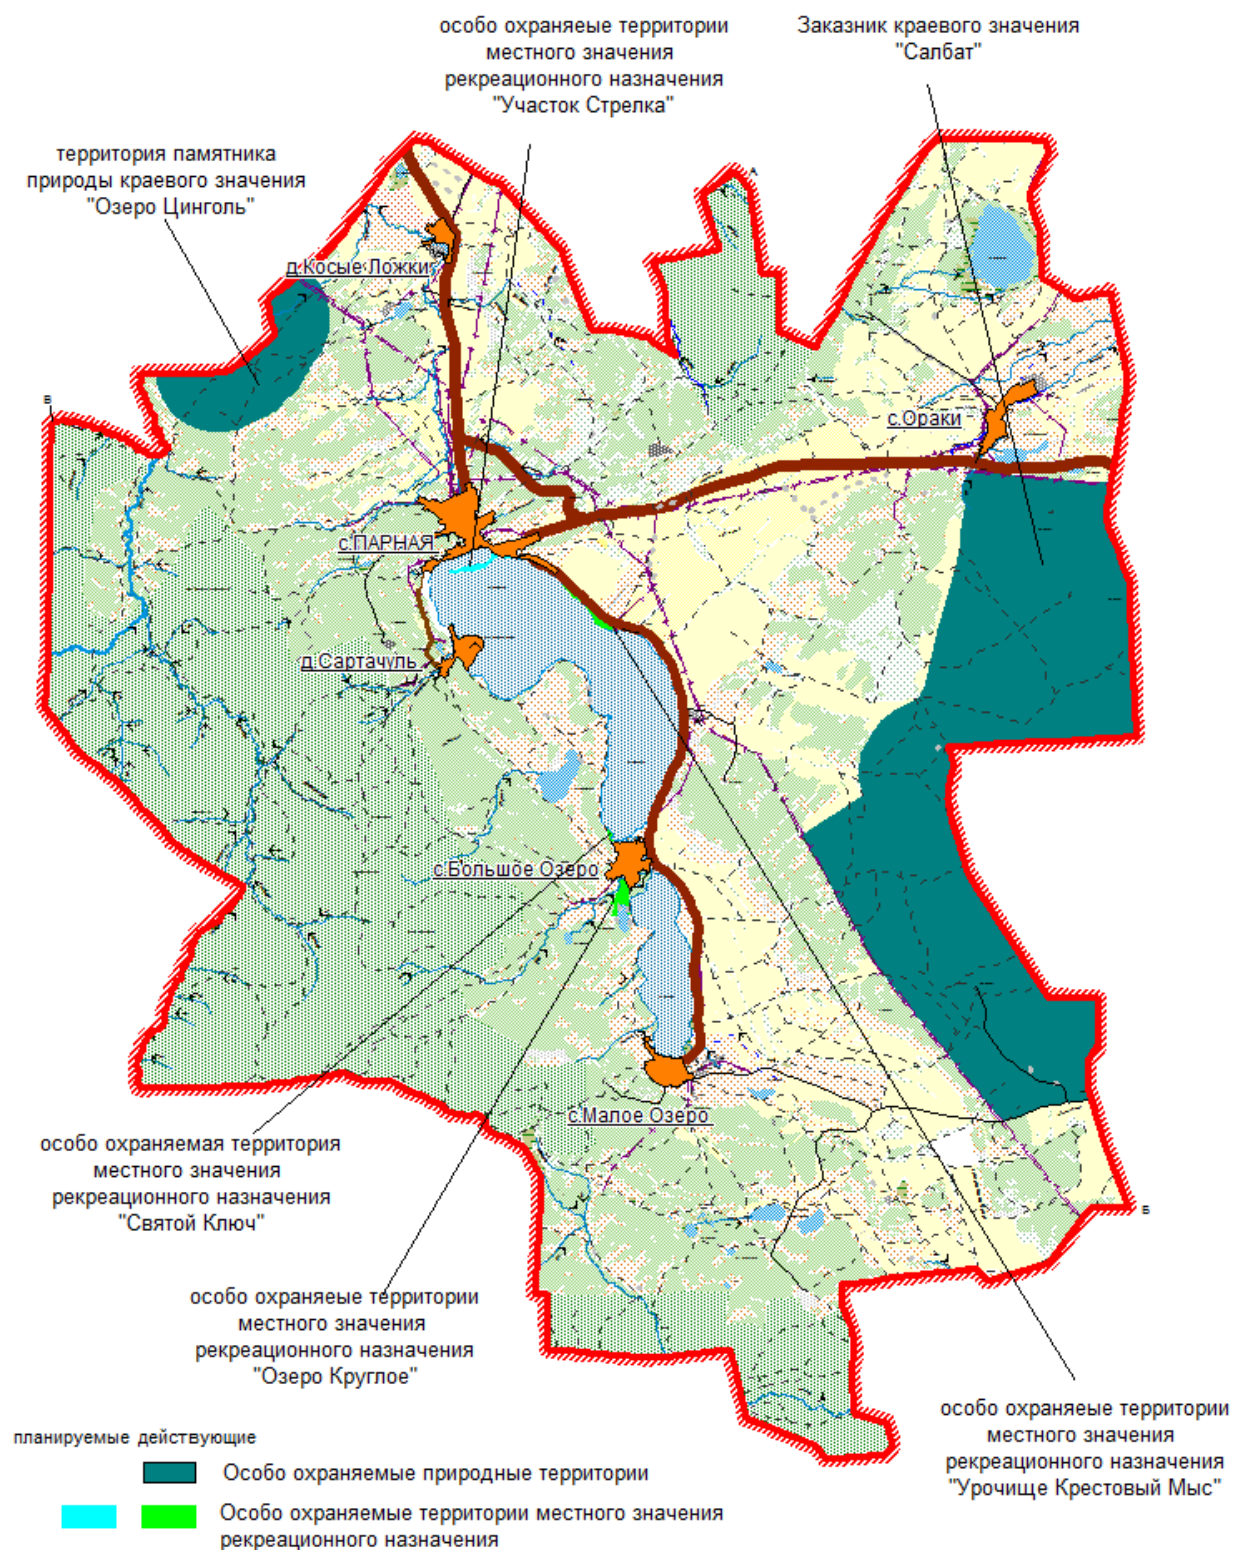 особо охраняеые территории
местного значения
рекреационного назначения
"Участок Стрелка"
Заказник краевого значения
"Салбат"
территория памятника
природы краевого значения
"Озеро Цинголь"
А
д.Косые Ложки
В
с.Ораки
с.ПАРНАЯ
д.Сартачуль
с.Большое Озеро
с.Малое Озеро
Б
особо охраняемая территория
местного значения
рекреационного назначения
"Святой Ключ"
особо охраняеые территории
местного значения
рекреационного назначения
"Озеро Круглое"
особо охраняеые территории
местного значения
рекреационного назначения
"Урочище Крестовый Мыс"
планируемые действующие
Особо охраняемые природные территории
Особо охраняемые территории местного значения
рекреационного назначения